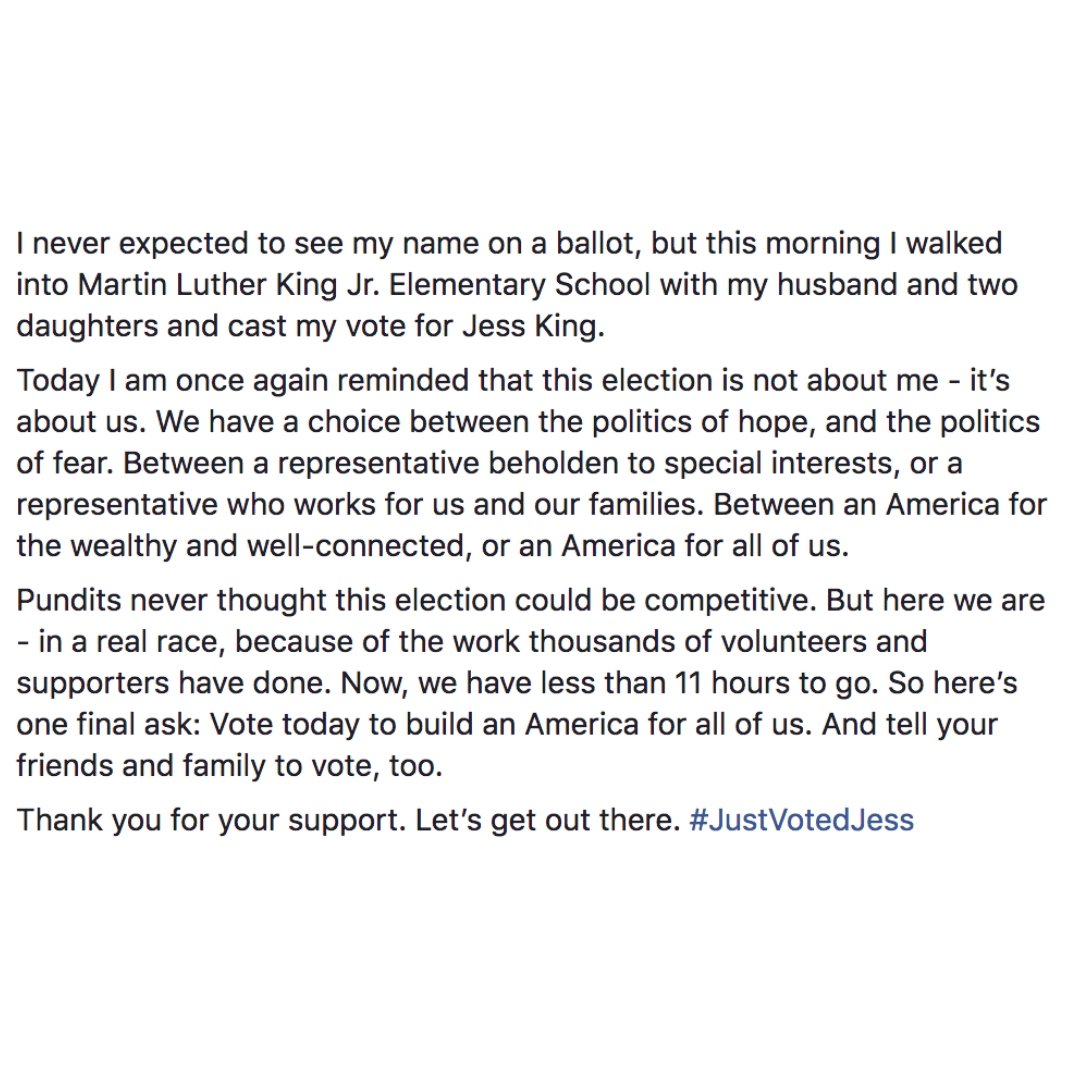 I never expected to see my name on a ballot, but this morning I walked
into Martin Luther King Jr. Elementary School with my husband and two
daughters and cast my vote for Jess King.
Today I am once again reminded that this election is not about me - it’s
about us. We have a choice between the politics of hope, and the politics
of fear. Between a representative beholden to special interests, or a
representative who works for us and our families. Between an America for
the wealthy and well-connected, or an America for all of us.
Pundits never thought this election could be competitive. But here we are
- in a real race, because of the work thousands of volunteers and
supporters have done. Now, we have less than 11 hours to go. So here’s
one final ask: Vote today to build an America for all of us. And tell your
friends and family to vote, too.
Thank you for your support. Let’s get out there. #JustVotedJess